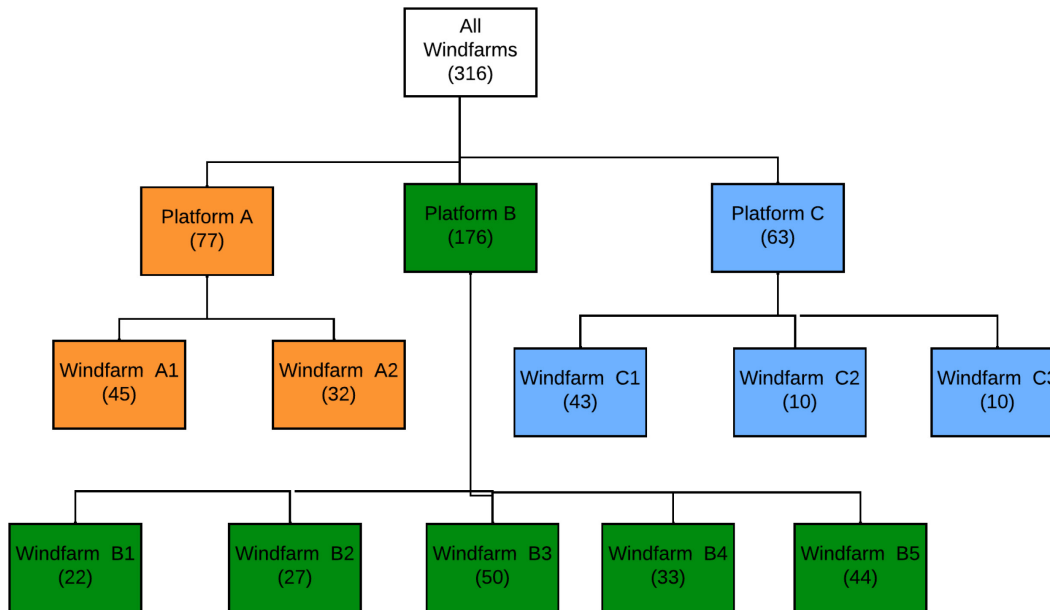 All
Windfarms
(316)
Platform A
(77)
Platform B
(176)
Platform C
(63)
Windfarm A1
(45)
Windfarm A2
(32)
Windfarm C1
(43)
Windfarm C2
(10)
Windfarm C3
(10)
Windfarm B1
(22)
Windfarm B2
(27)
Windfarm B3
(50)
Windfarm B4
(33)
Windfarm B5
(44)